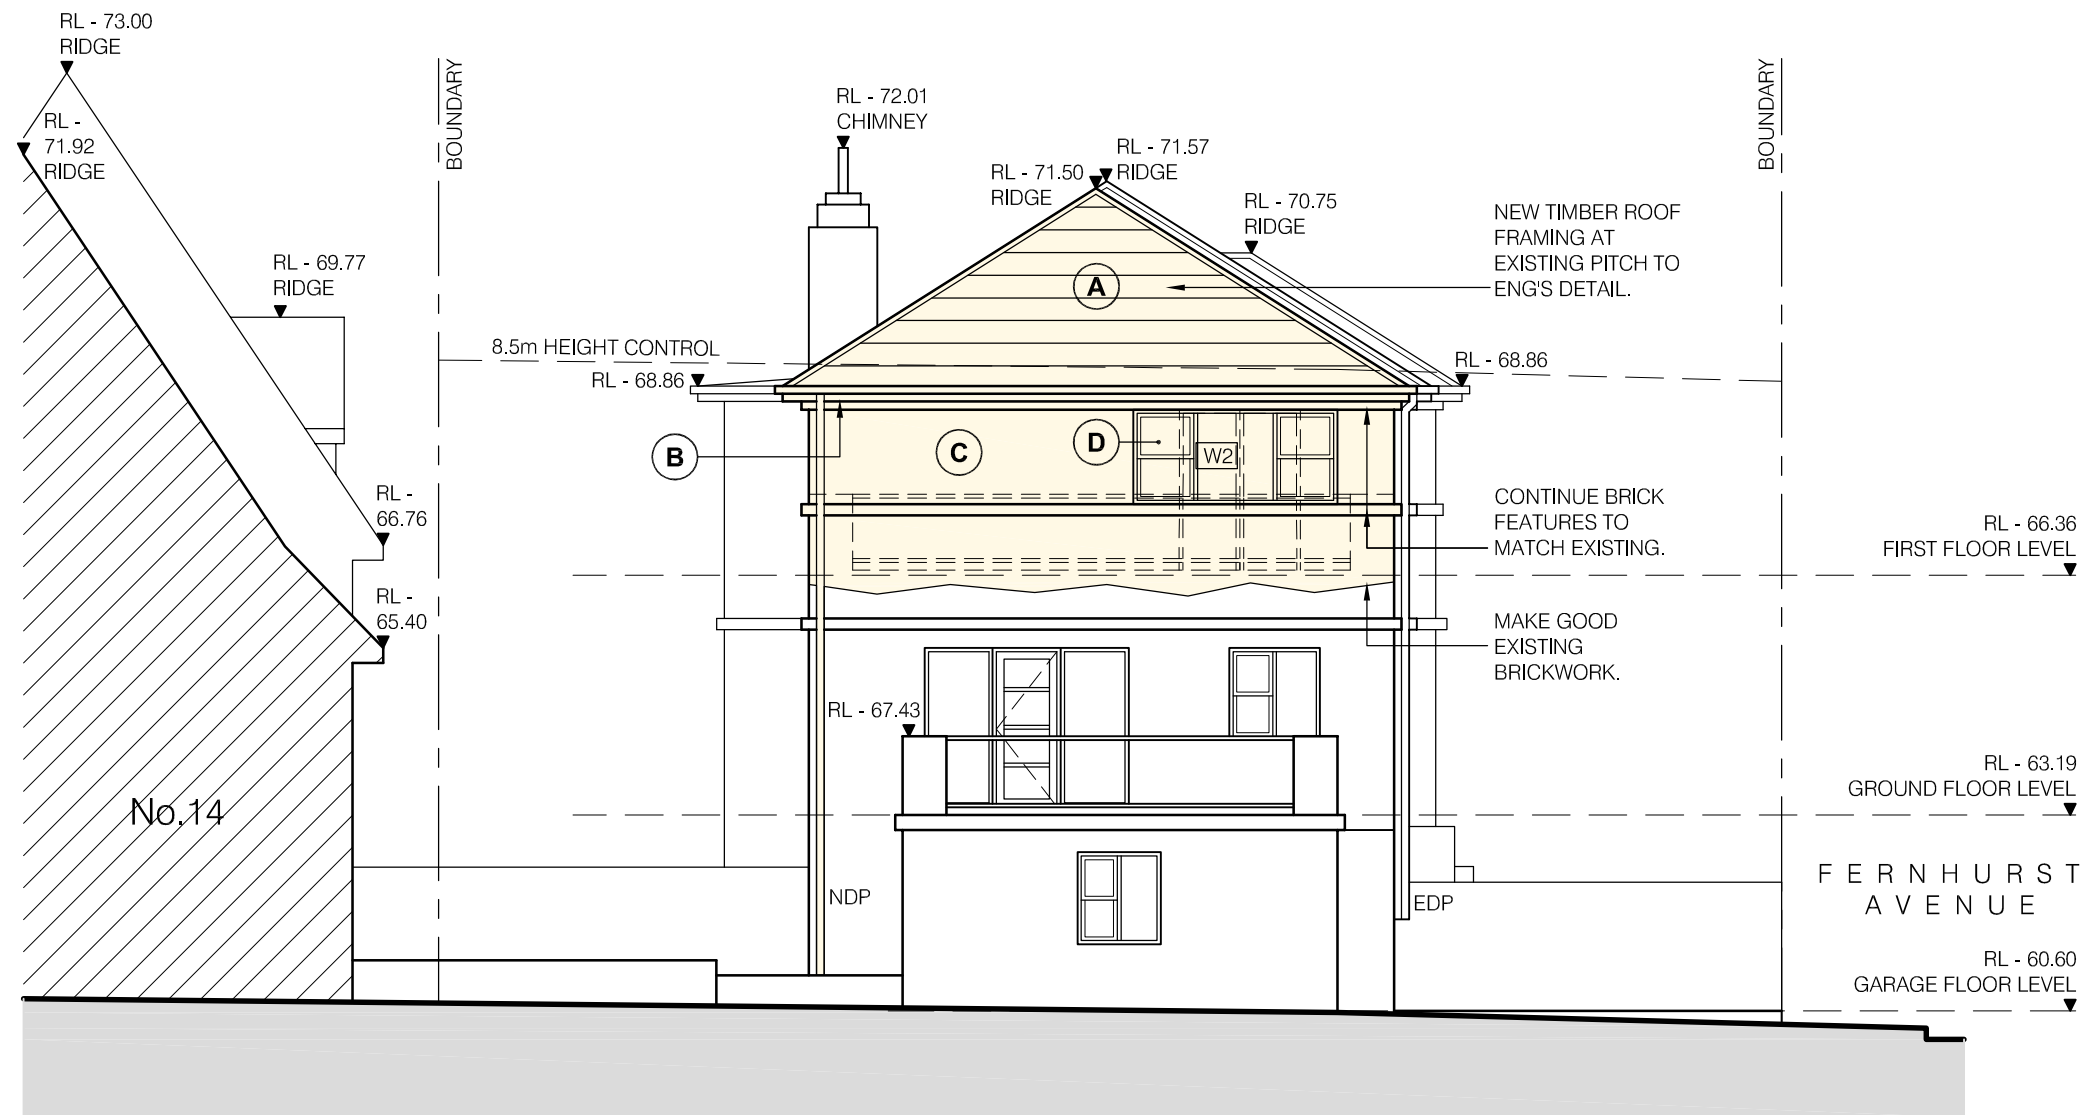 RL - 73.00
RIDGE
RL -
71.92
RIDGE
BOUNDARY
RL - 69.77
RIDGE
RL -
66.76
RL -
65.40
No.14
RL - 72.01
CHIMNEY
RL - 71.50
RIDGE
RL - 71.57
RIDGE
RL - 70.75
RIDGE
8.5m HEIGHT CONTROL
RL - 68.86
RL - 68.86
A
B
C
D
W2
RL - 67.43
NDP
EDP
BOUNDARY
NEW TIMBER ROOF
FRAMING AT
EXISTING PITCH TO
ENG'S DETAIL.
CONTINUE BRICK
FEATURES TO
MATCH EXISTING.
MAKE GOOD
EXISTING
BRICKWORK.
RL - 66.36
FIRST FLOOR LEVEL
RL - 63.19
GROUND FLOOR LEVEL
FERNHURST
AVENUE
RL - 60.60
GARAGE FLOOR LEVEL